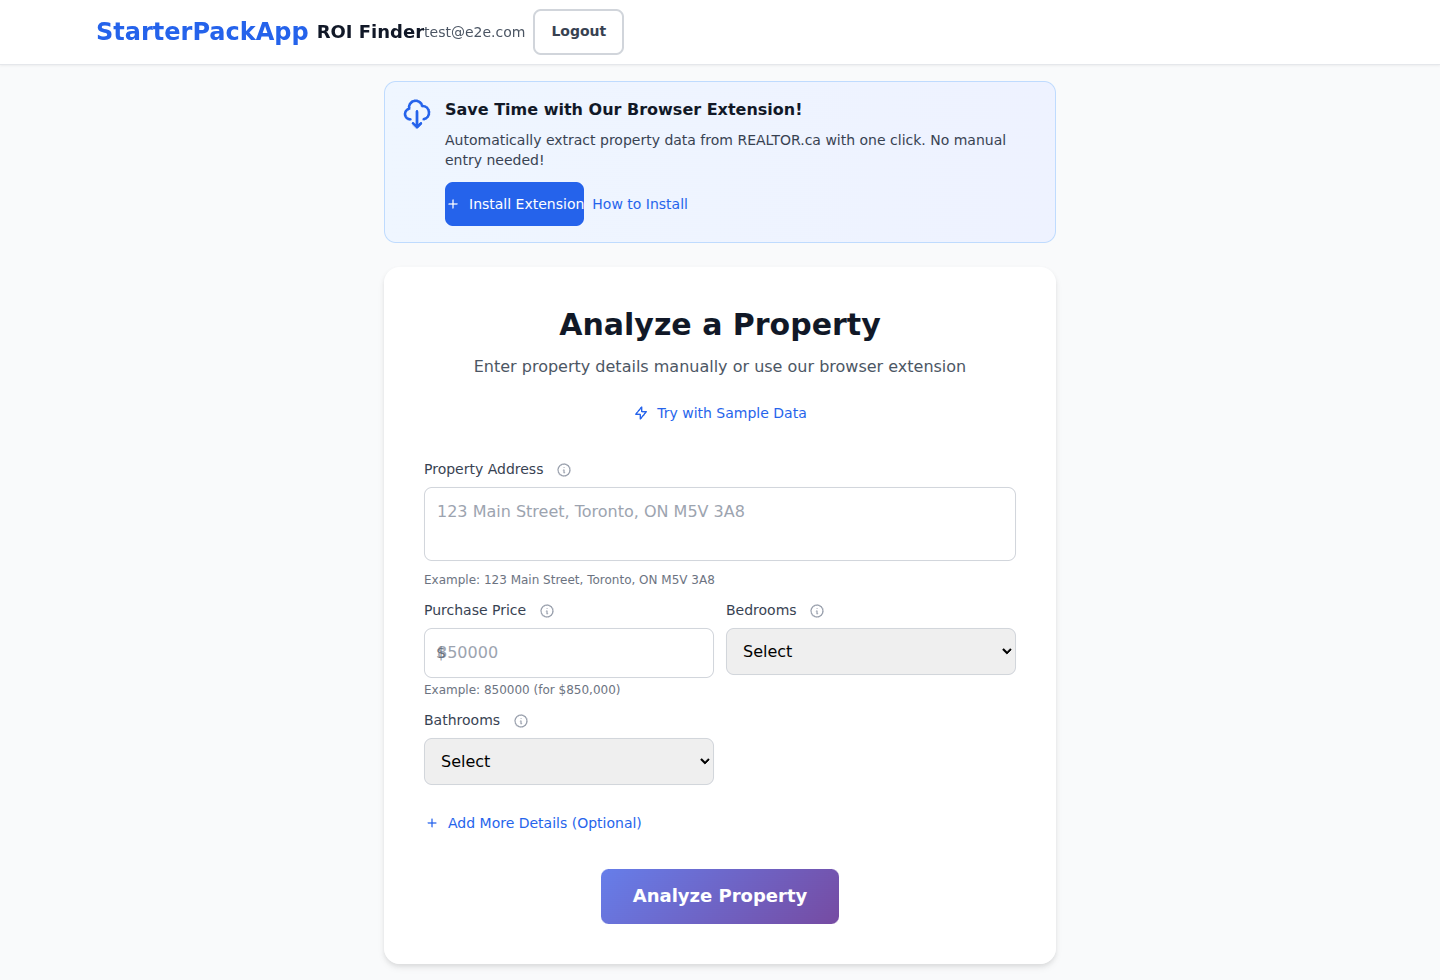 StarterPackApp ROI Finder test@e2e.com Logout
Save Time with Our Browser Extension!
Automatically extract property data from REALTOR.ca with one click. No manual
entry needed!
+ Install Extension How to Install
Analyze a Property
Enter property details manually or use our browser extension
Try with Sample Data
Property Address
123 Main Street, Toronto, ON M5V 3A8
Example: 123 Main Street, Toronto, ON M5V 3A8
Purchase Price Bedrooms
$850000 Select
Example: 850000 (for $850,000)
Bathrooms
Select
+ Add More Details (Optional)
Analyze Property